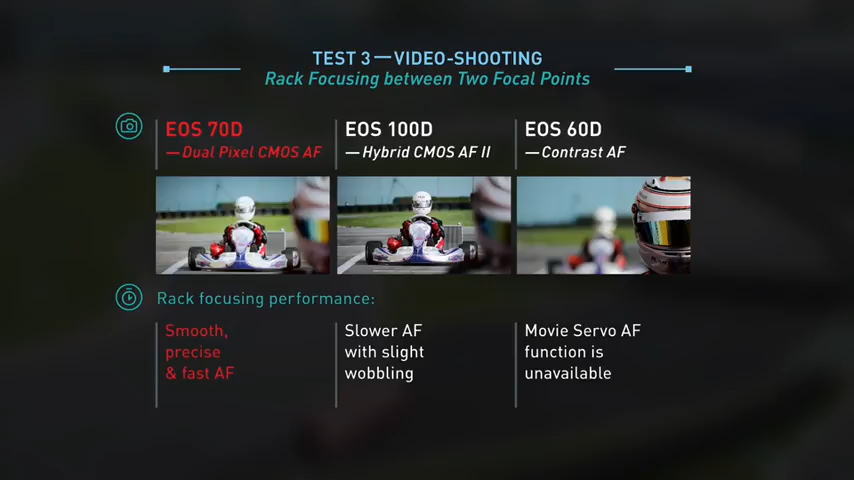 TEST 3—VIDEO-SHOOTING
Rack Focusing between Two Focal Points
EOS 70D
—Dual Pixel CMOS AF
EOS 100D
—Hybrid CMOS AF II
EOS 60D
—Contrast AF
Rack focusing performance:
Smooth,
precise
& fast AF
Slower AF
with slight
wobbling
Movie Servo AF
function is
unavailable